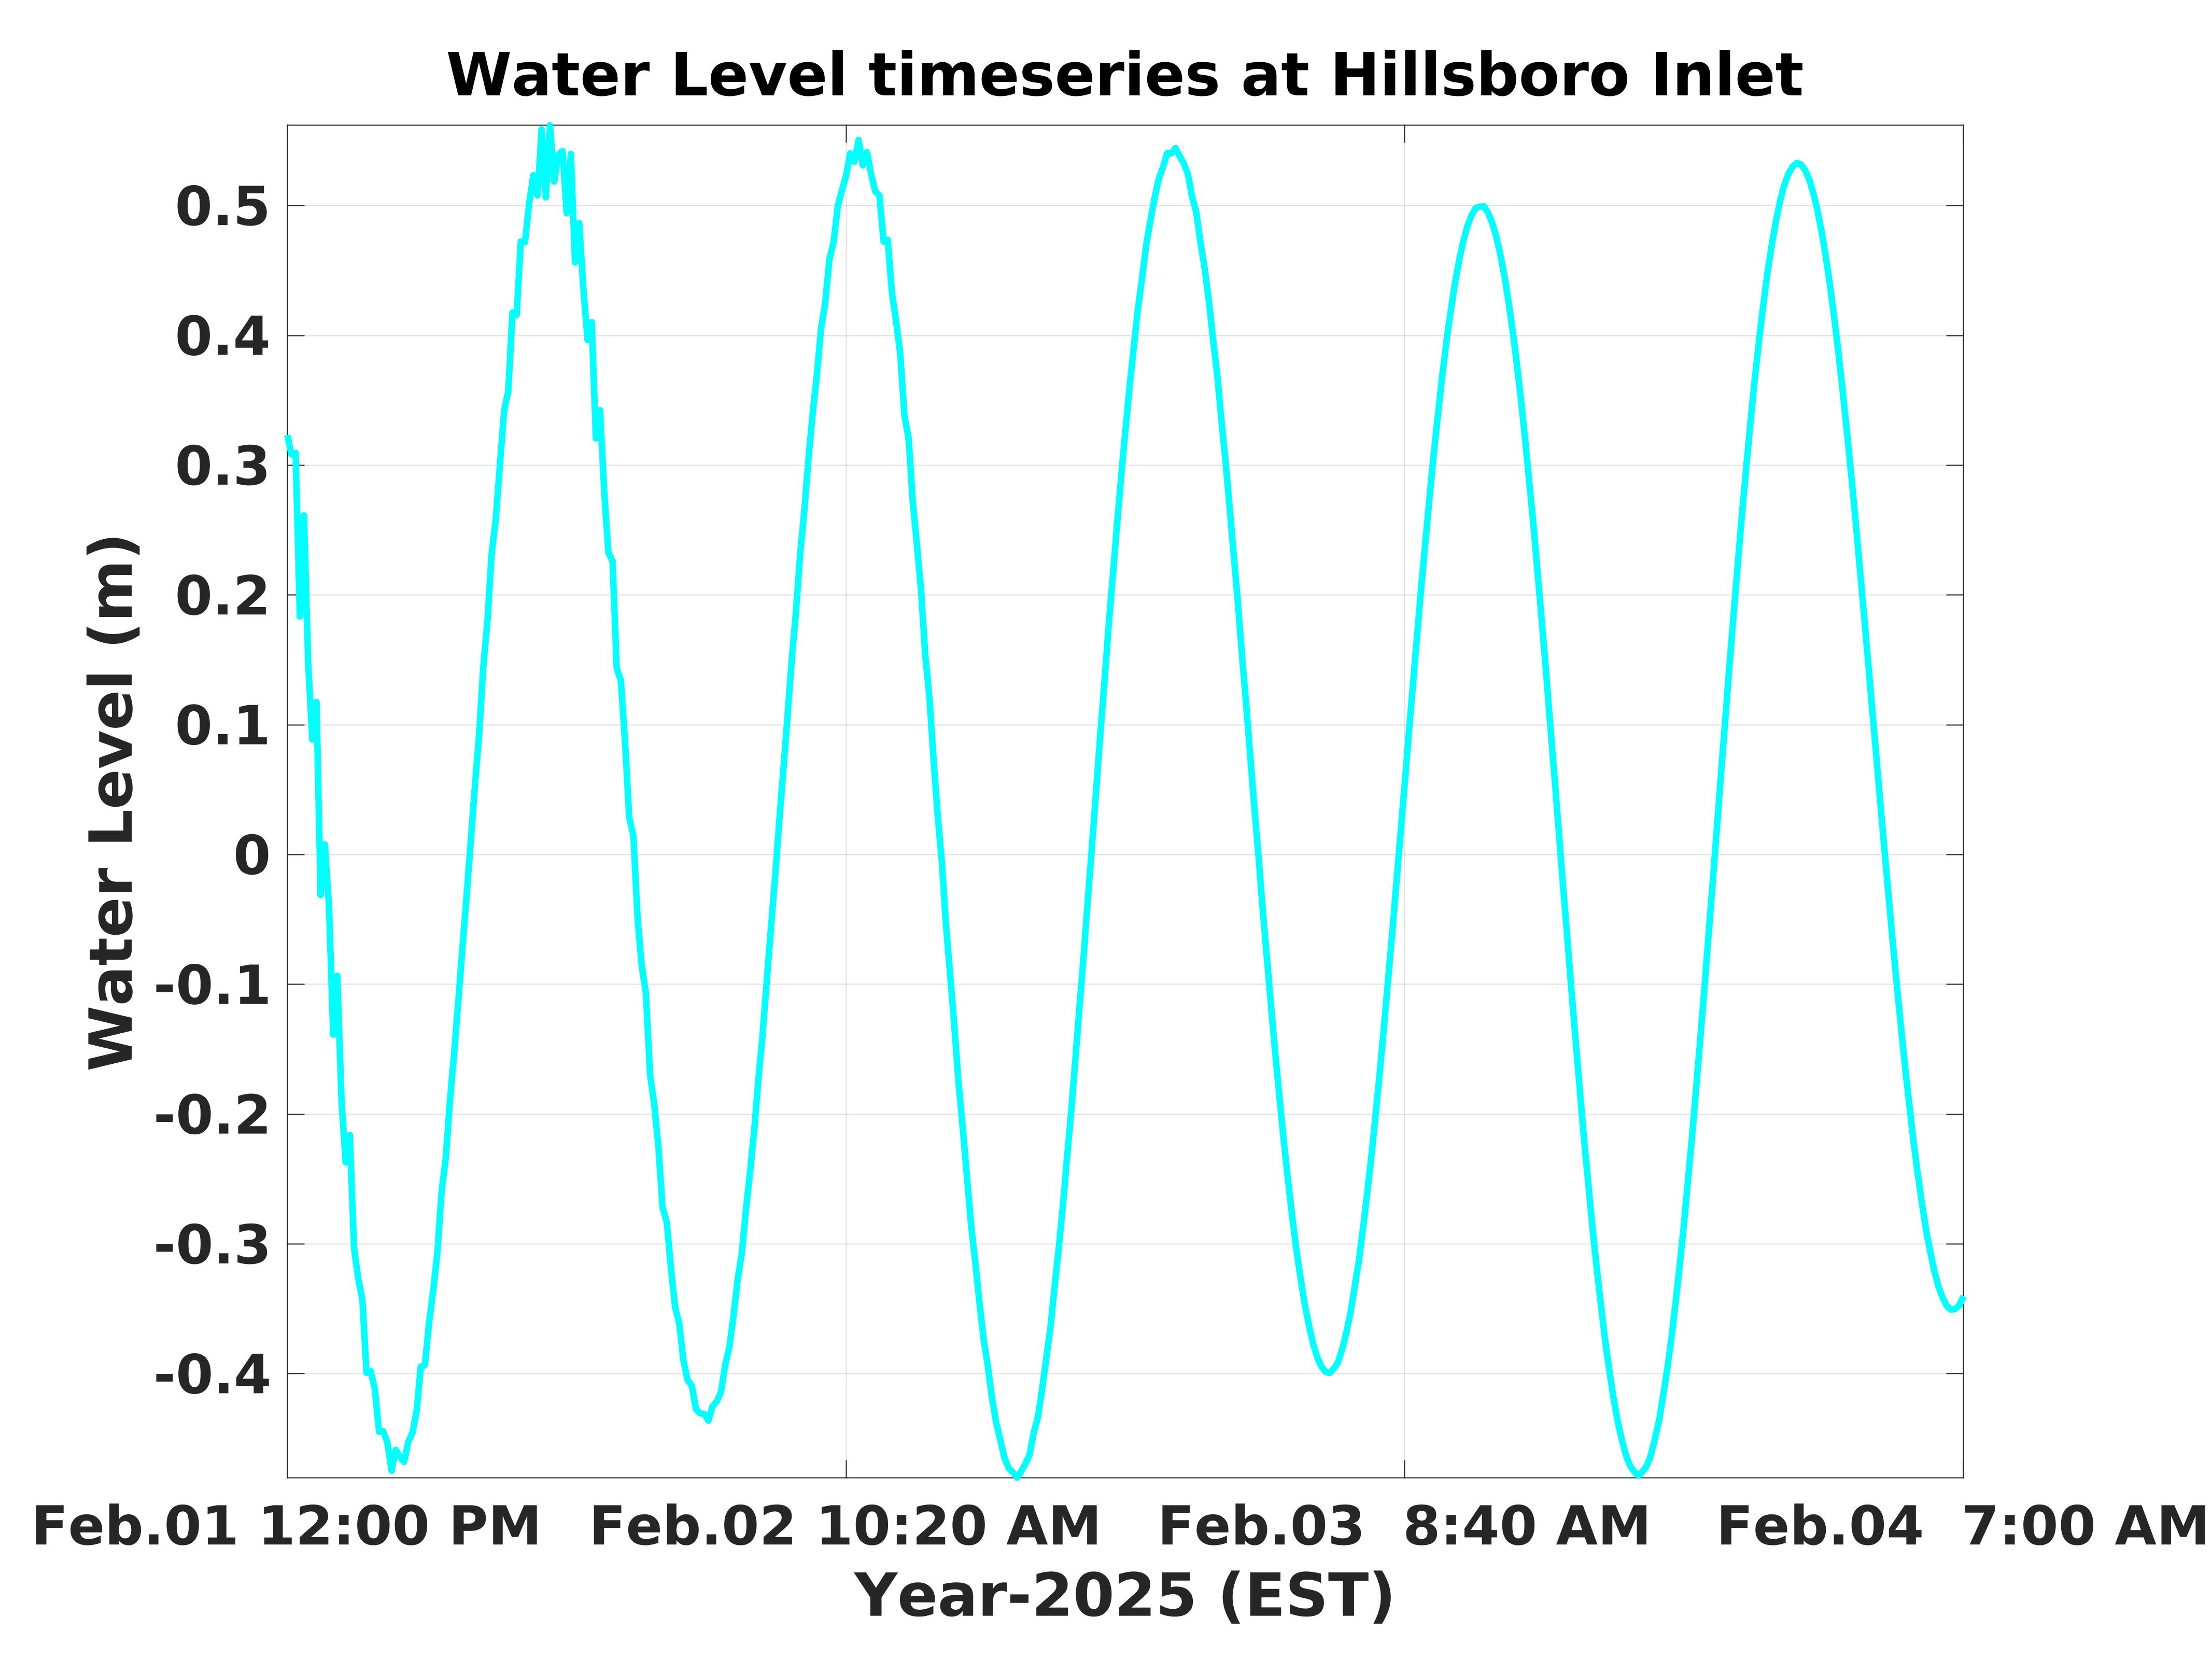 Water Level timeseries at Hillsboro Inlet
Water Level (m)
0.5
0.4
0.3
0.2
0.1
0
-0.1
-0.2
-0.3
-0.4
Feb.01 12:00 PM Feb.02 10:20 AM Feb.03 8:40 AM Feb.04 7:00 AM
Year-2025 (EST)